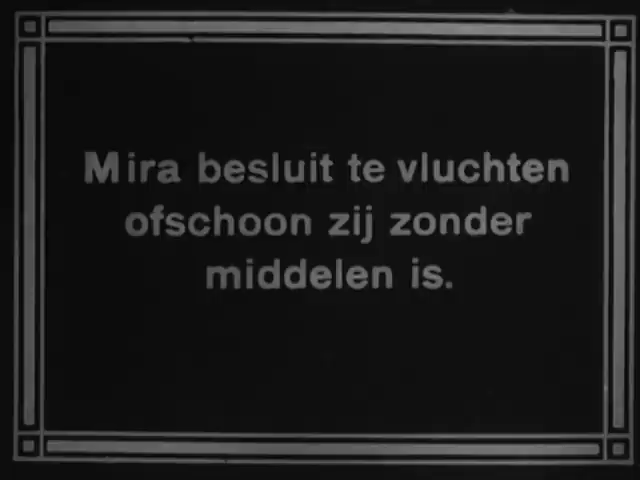 Mira besluit te vluchten
ofschoon zij zonder
middelen is.